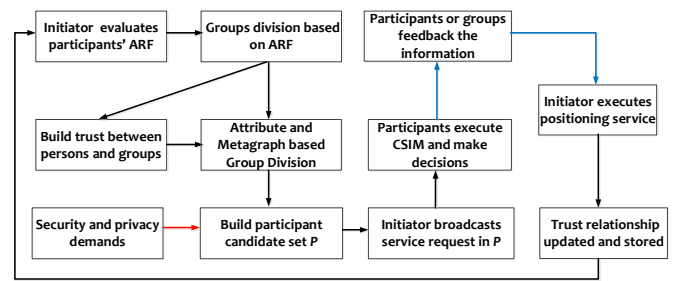 Initiator evaluates
participants' ARF
Groups division based
on ARF
Participants or groups
feedback the
information
Initiator executes
positioning service
Build trust between
persons and groups
Attribute and
Metagraph based
Group Division
Participants execute
CSIM and make
decisions
Security and privacy
demands
Build participant
candidate set P
Initiator broadcasts
service request in P
Trust relationship
updated and stored